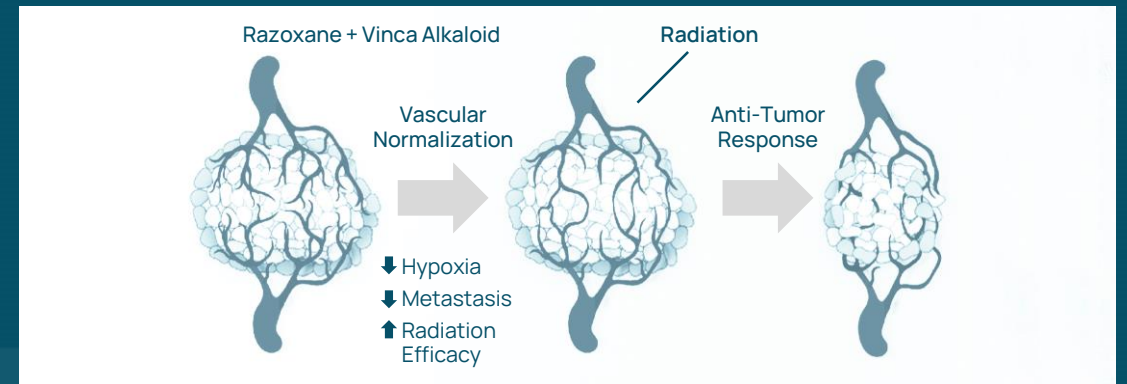 Razoxane + Vinca Alkaloid
Radiation
Vascular
Normalization
Anti-Tumor
Response
Hypoxia
Metastasis
Radiation
Efficacy